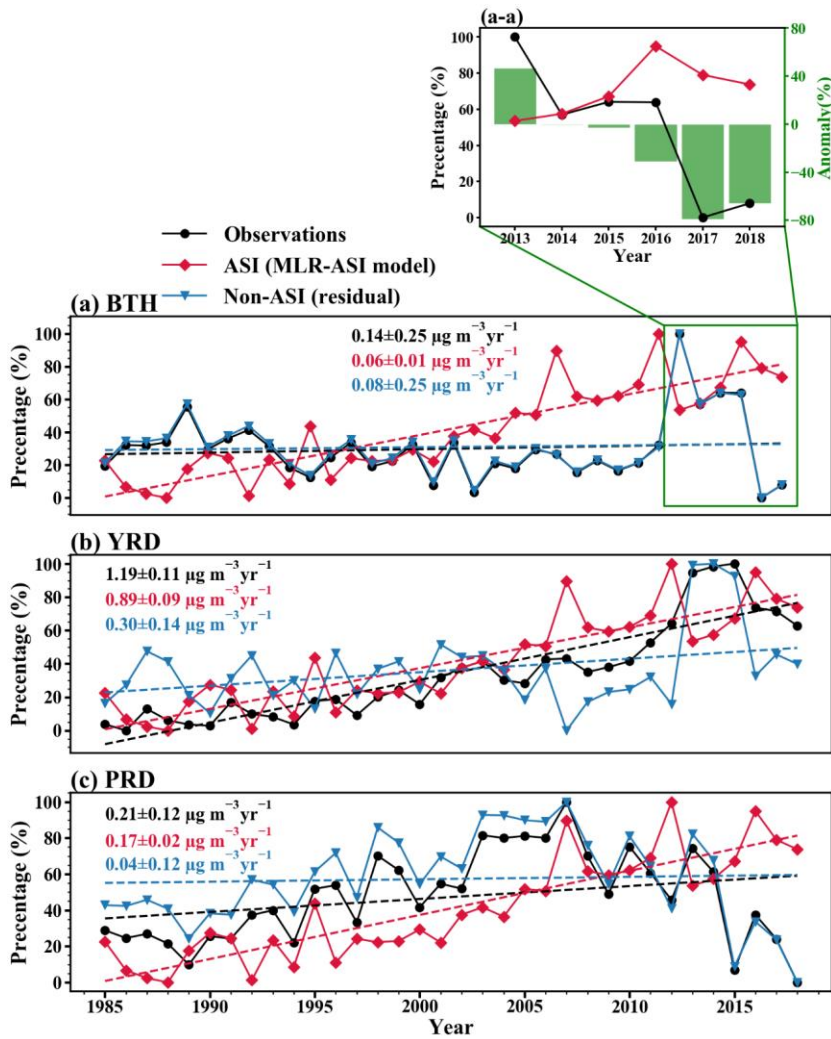 (a-a)
100
80
60
40
20
0
Precentage (%)
80
40
0
−40
−80
Anomaly(%)
2013 2014 2015 2016 2017 2018
Year
Observations
ASI (MLR-ASI model)
Non-ASI (residual)
(a) BTH
0.14±0.25 μg m−3yr−1
0.06±0.01 μg m−3yr−1
0.08±0.25 μg m−3yr−1
100
80
60
40
20
0
Precentage (%)
(b) YRD
1.19±0.11 μg m−3yr−1
0.89±0.09 μg m−3yr−1
0.30±0.14 μg m−3yr−1
100
80
60
40
20
0
Precentage (%)
(c) PRD
0.21±0.12 μg m−3yr−1
0.17±0.02 μg m−3yr−1
0.04±0.12 μg m−3yr−1
100
80
60
40
20
0
Precentage (%)
1985 1990 1995 2000 2005 2010 2015
Year